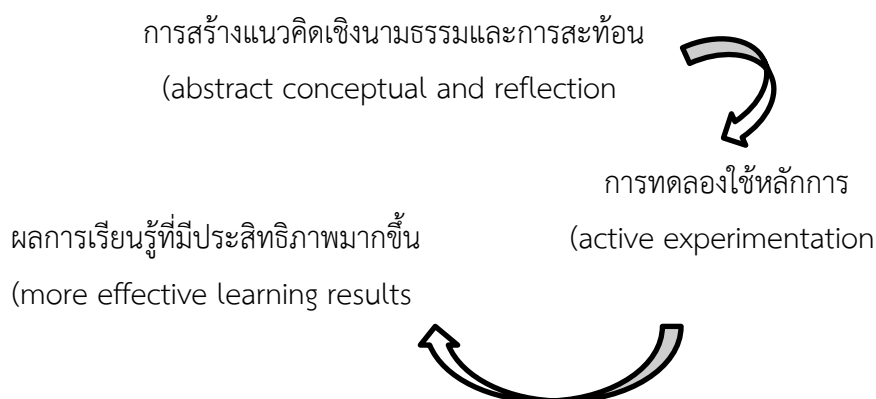 การสร้างแนวคิดเชิงนามธรรมและการสะท้อน
(abstract conceptual and reflection
การทดลองใช้หลักการ
(active experimentation
ผลการเรียนรู้ที่มีประสิทธิภาพมากขึ้น
(more effective learning results